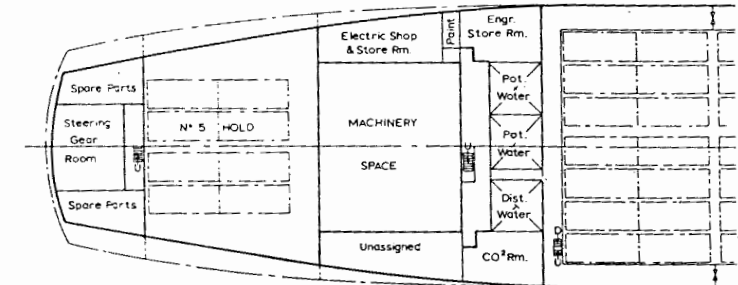 Electric Shop
& Store Rm.
Paint
Engr.
Store Rm.
Spare Parts
Steering
Gear
Room
N° 5 HOLD
MACHINERY
SPACE
Pot.
Water
Pot.
Water
Dist.
Water
Spare Parts
Unassigned
CO² Rm.